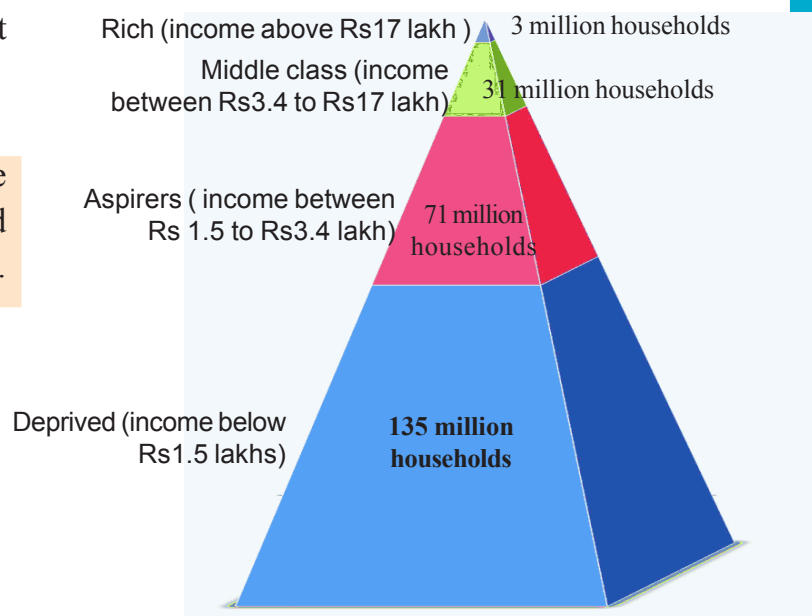 t
Rich (income above Rs17 lakh )
3 million households
Middle class (income
between Rs3.4 to Rs17 lakh)
31 million households
e
d
.
Aspirers ( income between
Rs 1.5 to Rs3.4 lakh)
71 million
households
Deprived (income below
Rs1.5 lakhs)
135 million
households